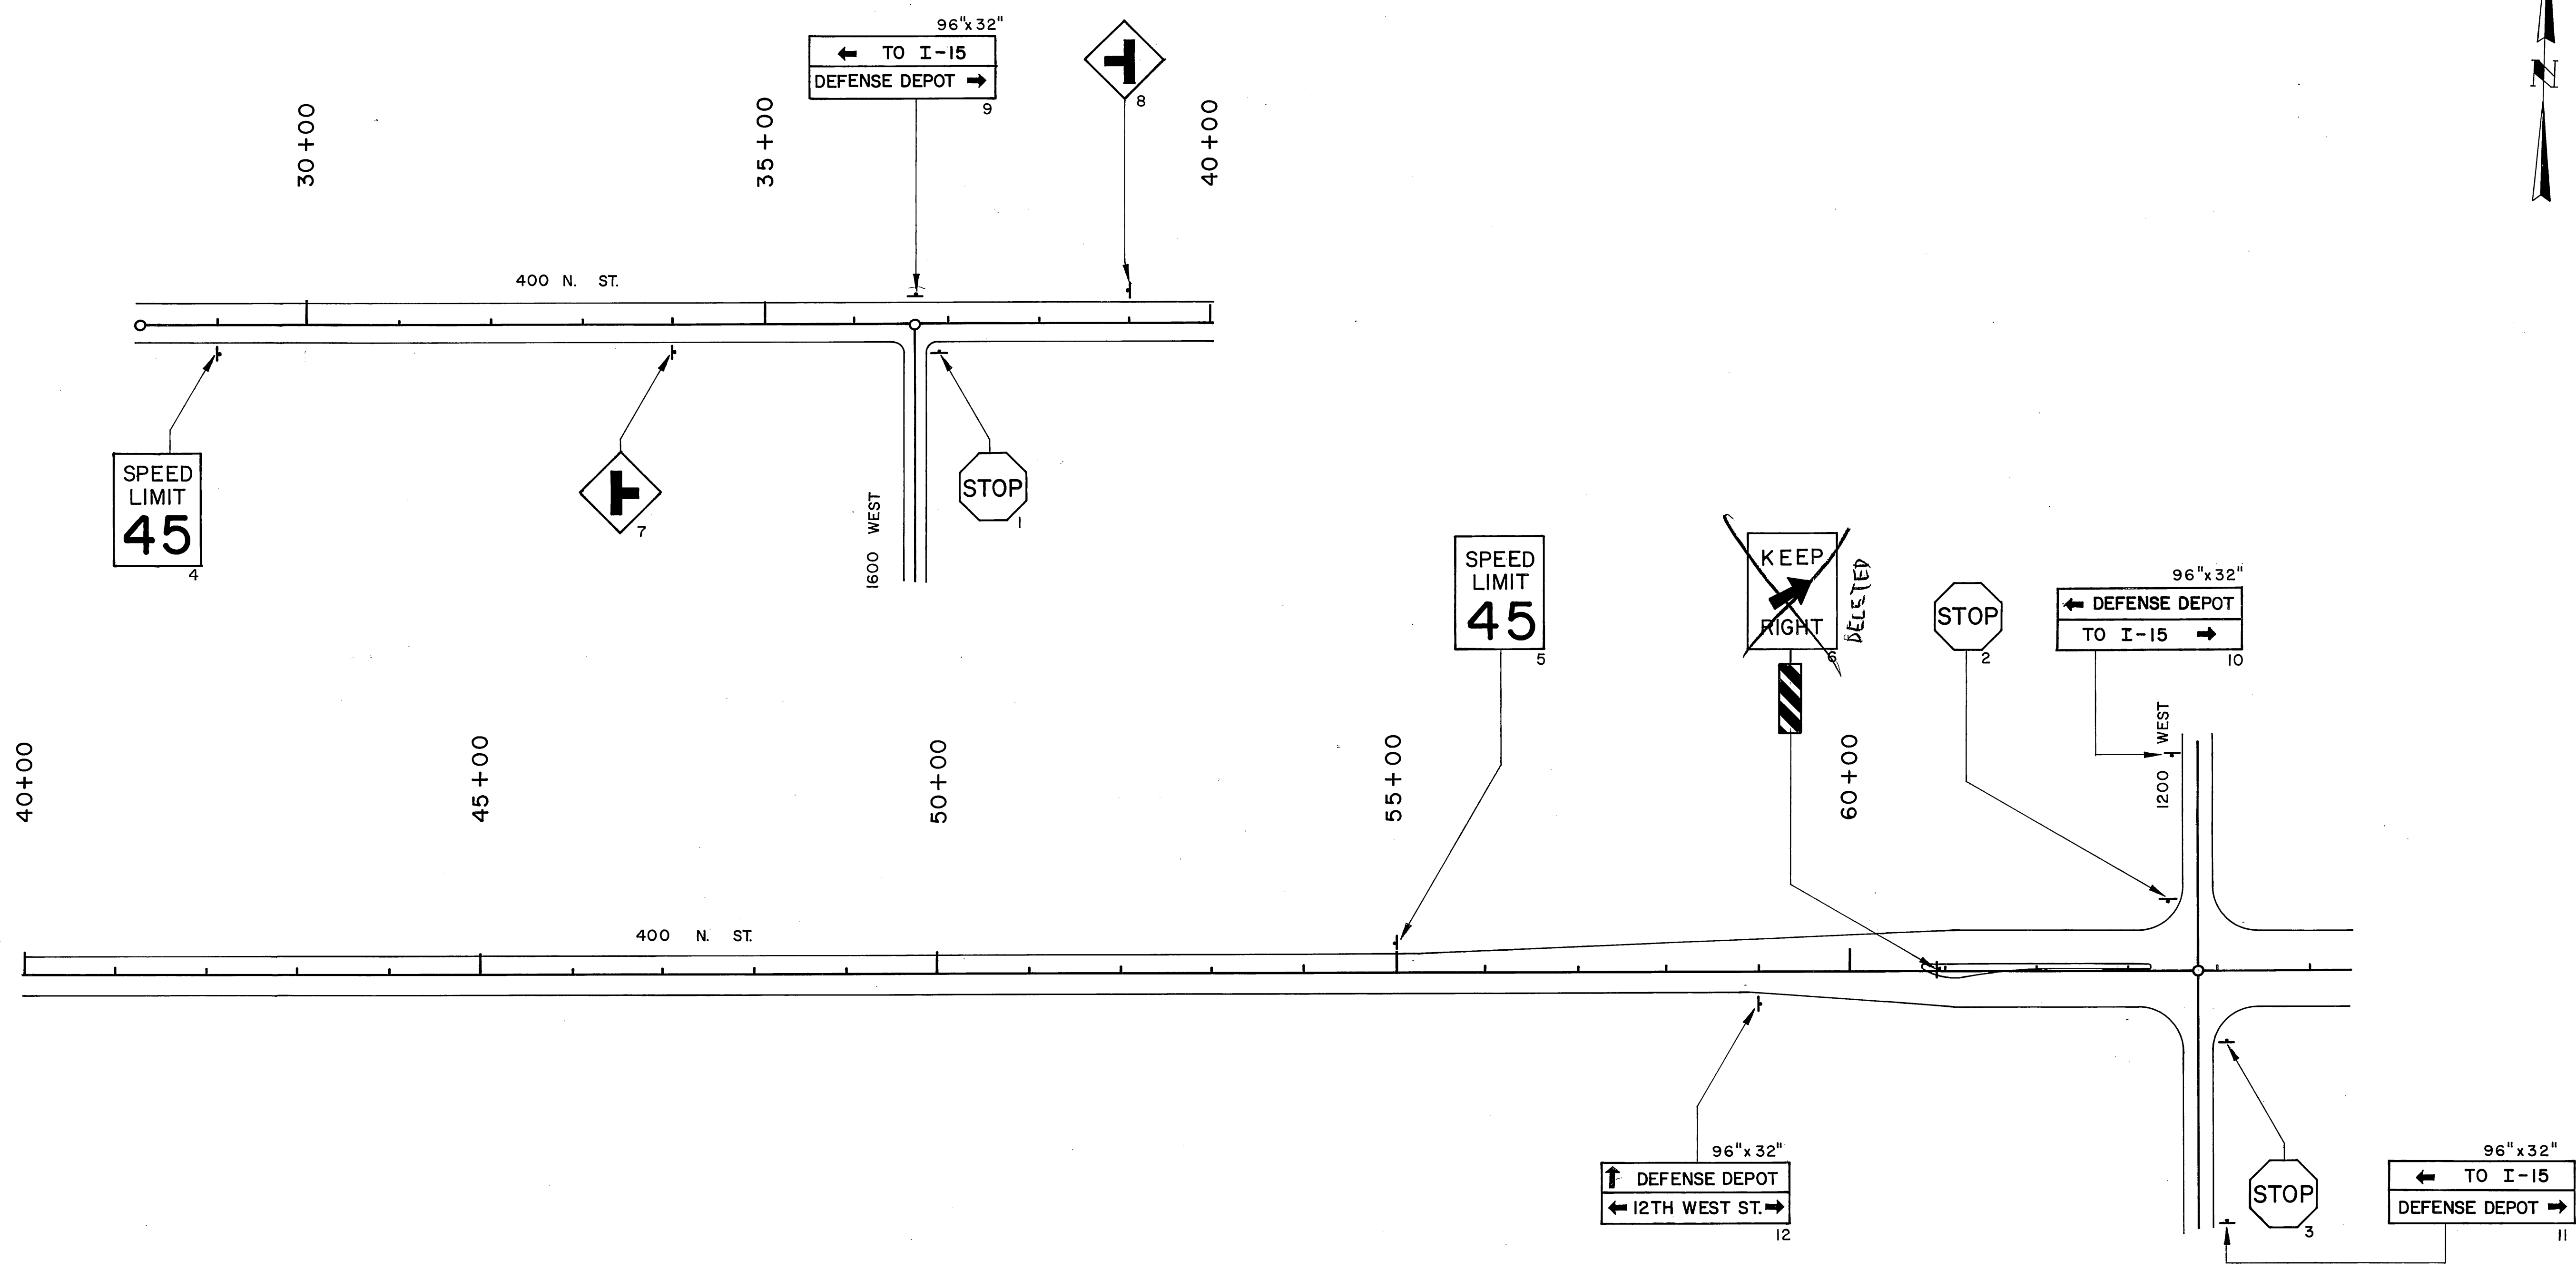 96"x32"
← TO I-15
DEFENSE DEPOT →
9
8
N
30+00
35+00
40+00
400 N. ST.
SPEED
LIMIT
45
4
7
1600 WEST
STOP
1
SPEED
LIMIT
45
5
KEEP
RIGHT
6
DELETED
STOP
2
96"x32"
← DEFENSE DEPOT
TO I-15 →
10
1200 WEST
40+00
45+00
50+00
55+00
60+00
400 N. ST.
96"x32"
↑ DEFENSE DEPOT
← 12TH WEST ST. →
12
STOP
3
96"x32"
← TO I-15
DEFENSE DEPOT →
11